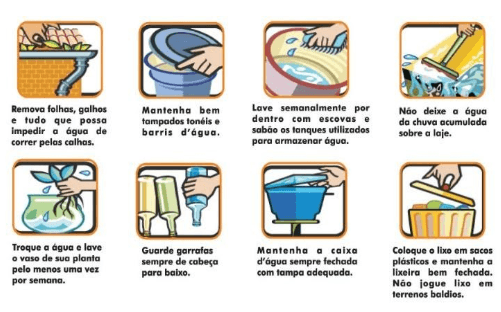 Remova folhas, galhos
e tudo que possa
impedir a água de
correr pelas calhas.
Mantenha bem
tampados tonéis e
barris d'água.
Lave semanalmente por
dentro com escovas e
sabão os tanques utilizados
para armazenar água.
Não deixe a água
da chuva acumulada
sobre a laje.
Troque a água e lave
o vaso de sua planta
pelo menos uma vez
por semana.
Guarde garrafas
sempre de cabeça
para baixo.
Mantenha a caixa
d'água sempre fechada
com tampa adequada.
Coloque o lixo em sacos
plásticos e mantenha a
lixeira bem fechada.
Não jogue lixo em
terrenos baldios.